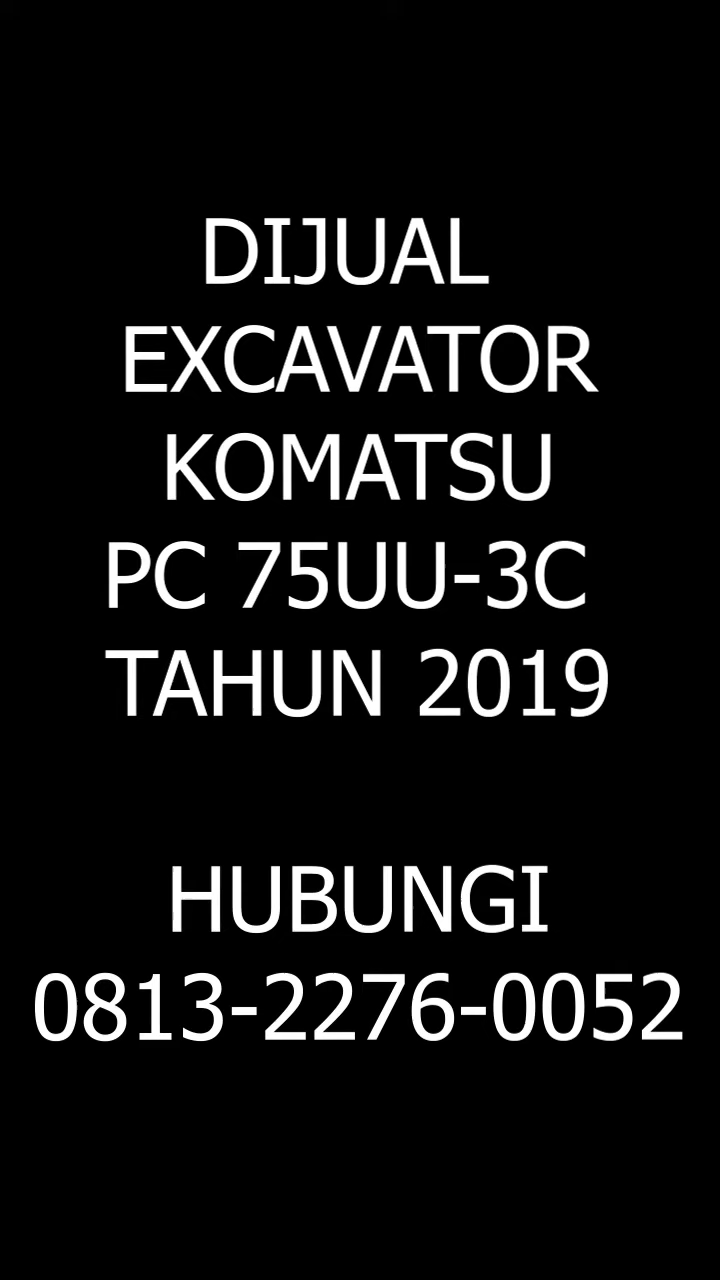 DIJUAL
EXCAVATOR
KOMATSU
PC 75UU-3C
TAHUN 2019
HUBUNGI
0813-2276-0052